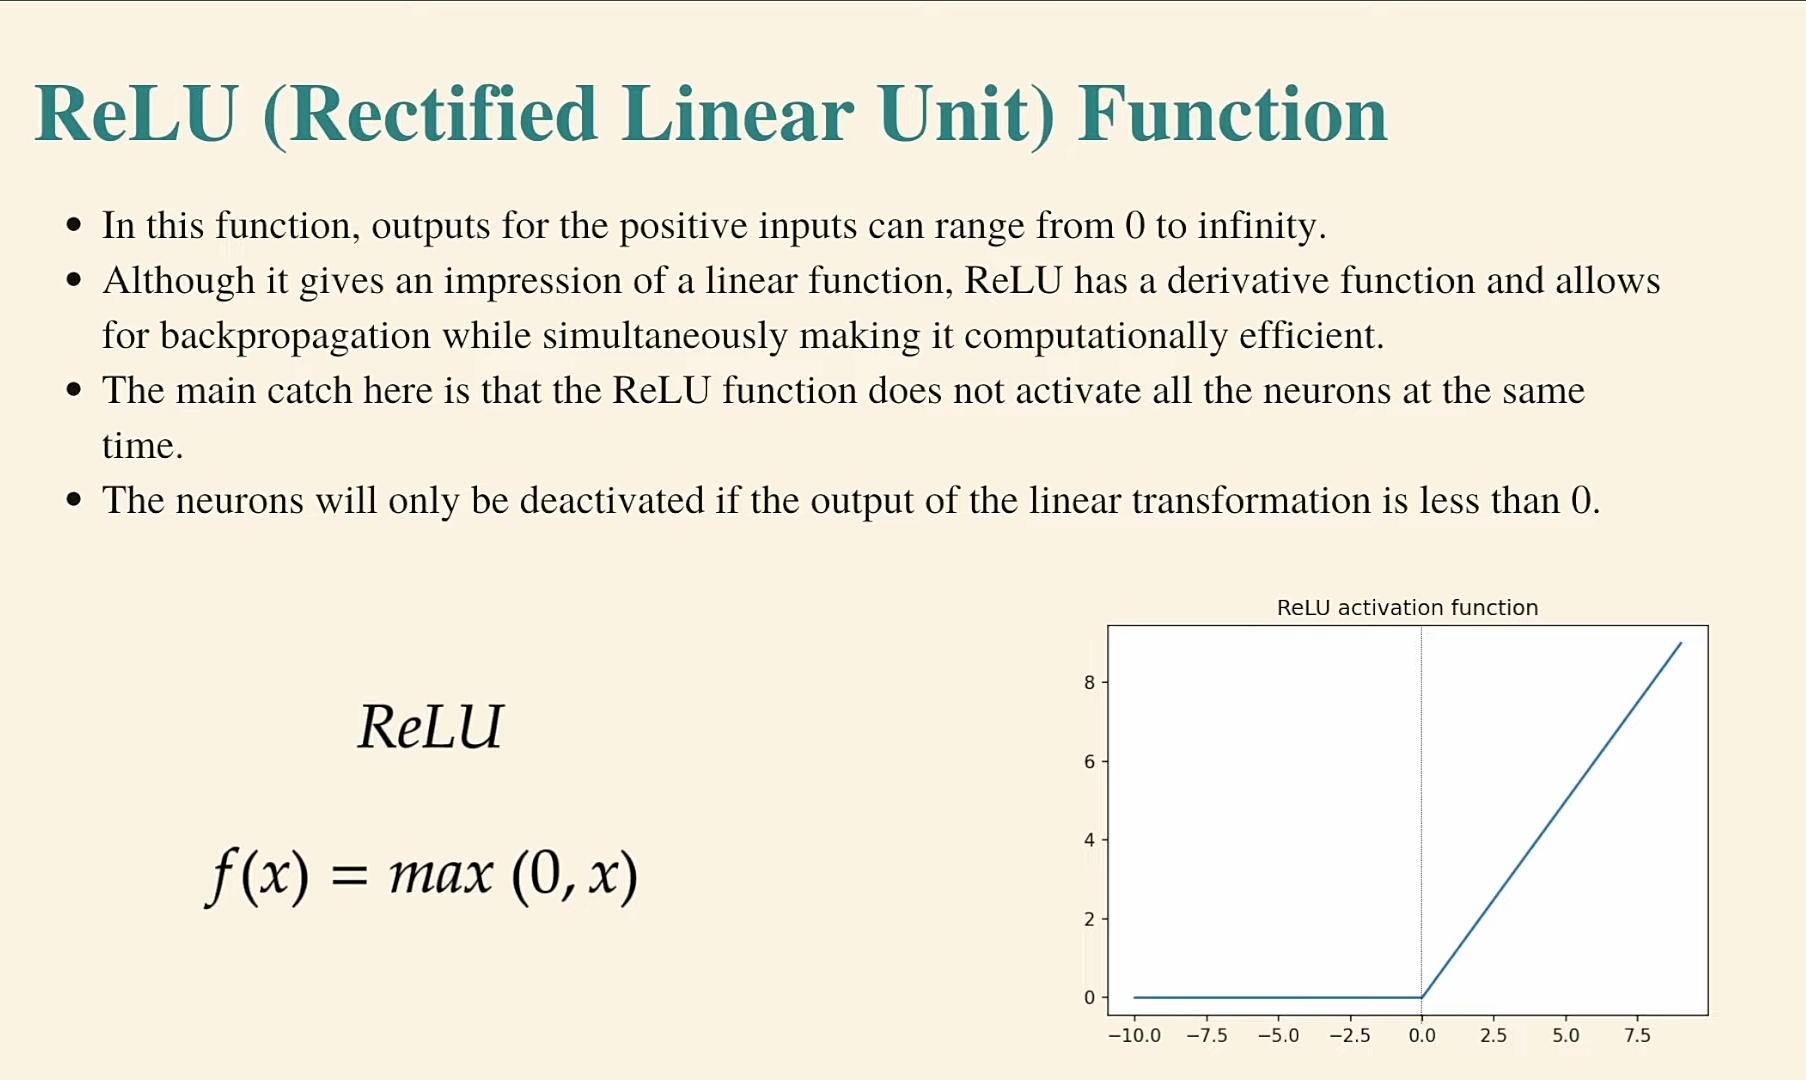 ReLU (Rectified Linear Unit) Function
• In this function, outputs for the positive inputs can range from 0 to infinity.
• Although it gives an impression of a linear function, ReLU has a derivative function and allows
for backpropagation while simultaneously making it computationally efficient.
• The main catch here is that the ReLU function does not activate all the neurons at the same
time.
• The neurons will only be deactivated if the output of the linear transformation is less than 0.
ReLU
f(x) = max (0, x)
ReLU activation function
8
6
4
2
0
−10.0 −7.5 −5.0 −2.5 0.0 2.5 5.0 7.5